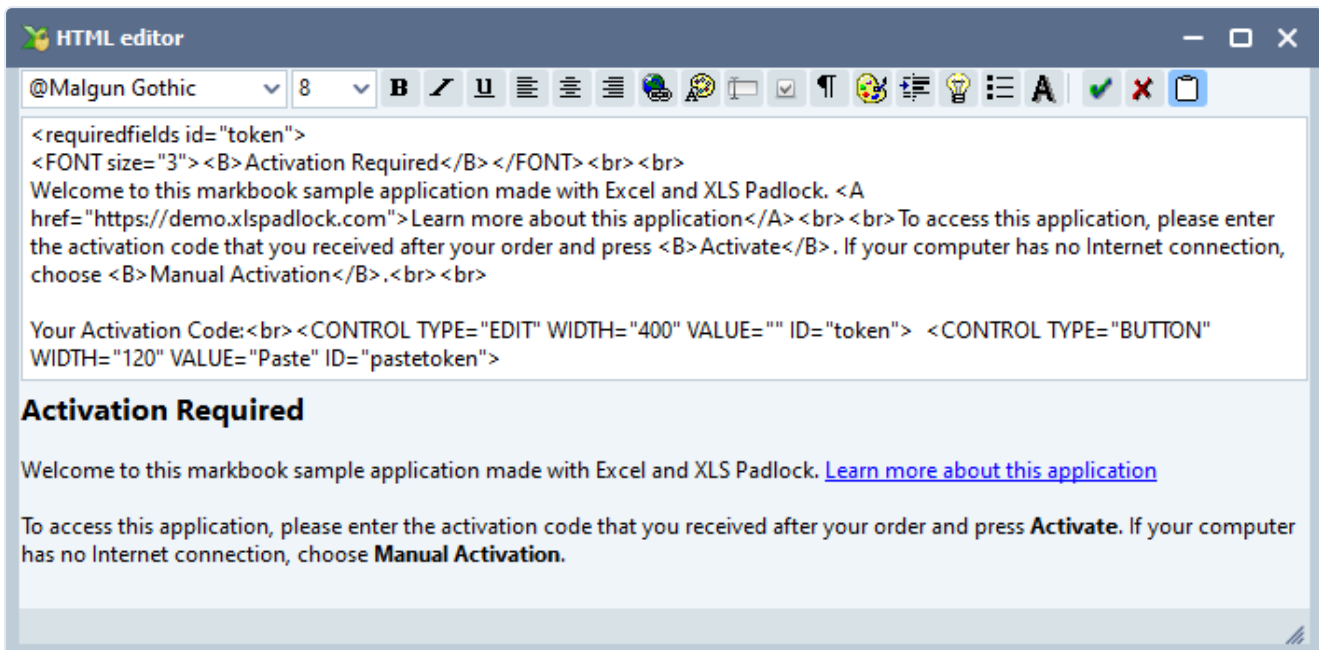 HTML editor
@Malgun Gothic 8 B I U A
<requiredfields id="token">
<FONT size="3"><B>Activation Required</B></FONT><br><br>
Welcome to this markbook sample application made with Excel and XLS Padlock. <A
href="https://demo.xlspadlock.com">Learn more about this application</A><br><br>To access this application, please enter
the activation code that you received after your order and press <B>Activate</B>. If your computer has no Internet connection,
choose <B>Manual Activation</B>.<br><br>
Your Activation Code:<br><CONTROL TYPE="EDIT" WIDTH="400" VALUE="" ID="token">  <CONTROL TYPE="BUTTON"
WIDTH="120" VALUE="Paste" ID="pastetoken">
Activation Required
Welcome to this markbook sample application made with Excel and XLS Padlock. Learn more about this application
To access this application, please enter the activation code that you received after your order and press Activate. If your computer
has no Internet connection, choose Manual Activation.